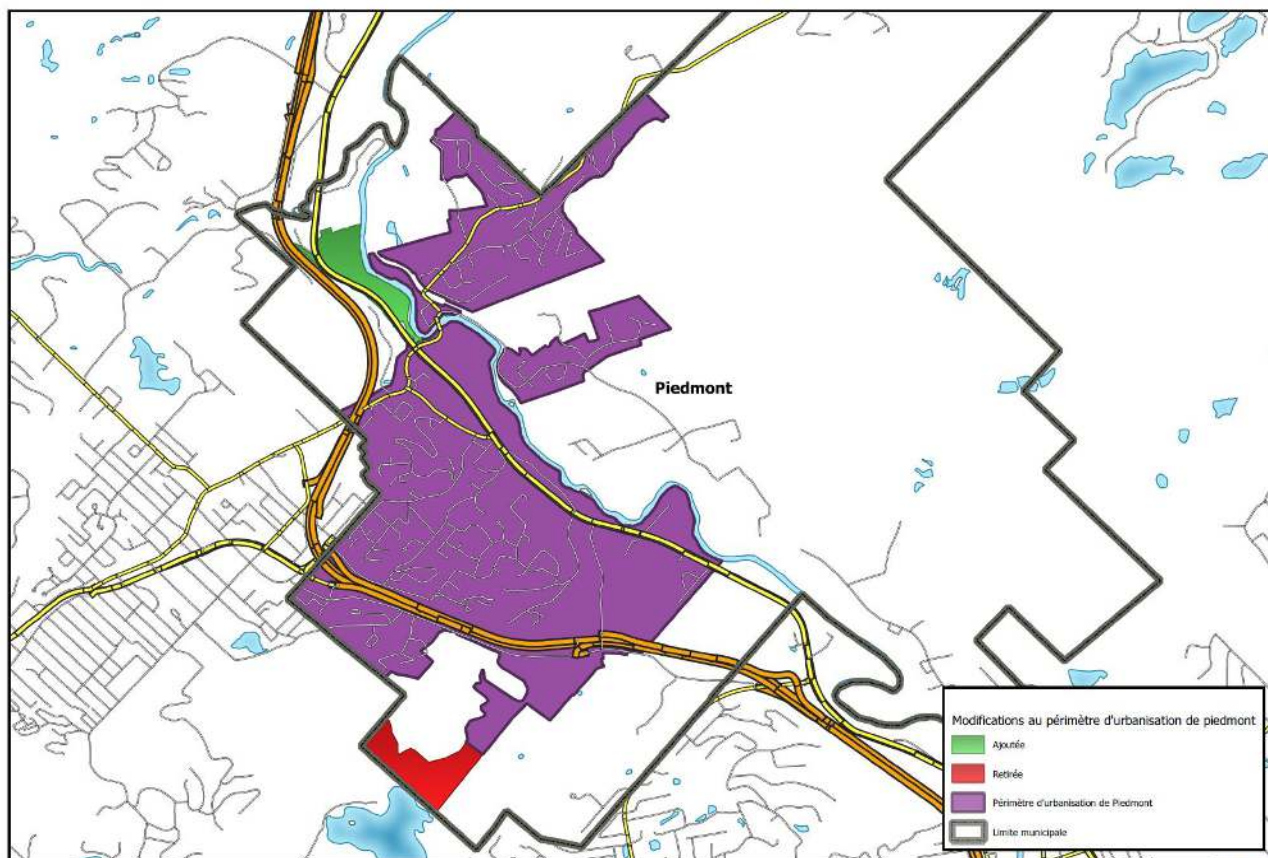 Piedmont
Modifications au périmètre d'urbanisation de piedmont
Ajoutée
Retirée
Périmètre d'urbanisation de Piedmont
Limite municipale